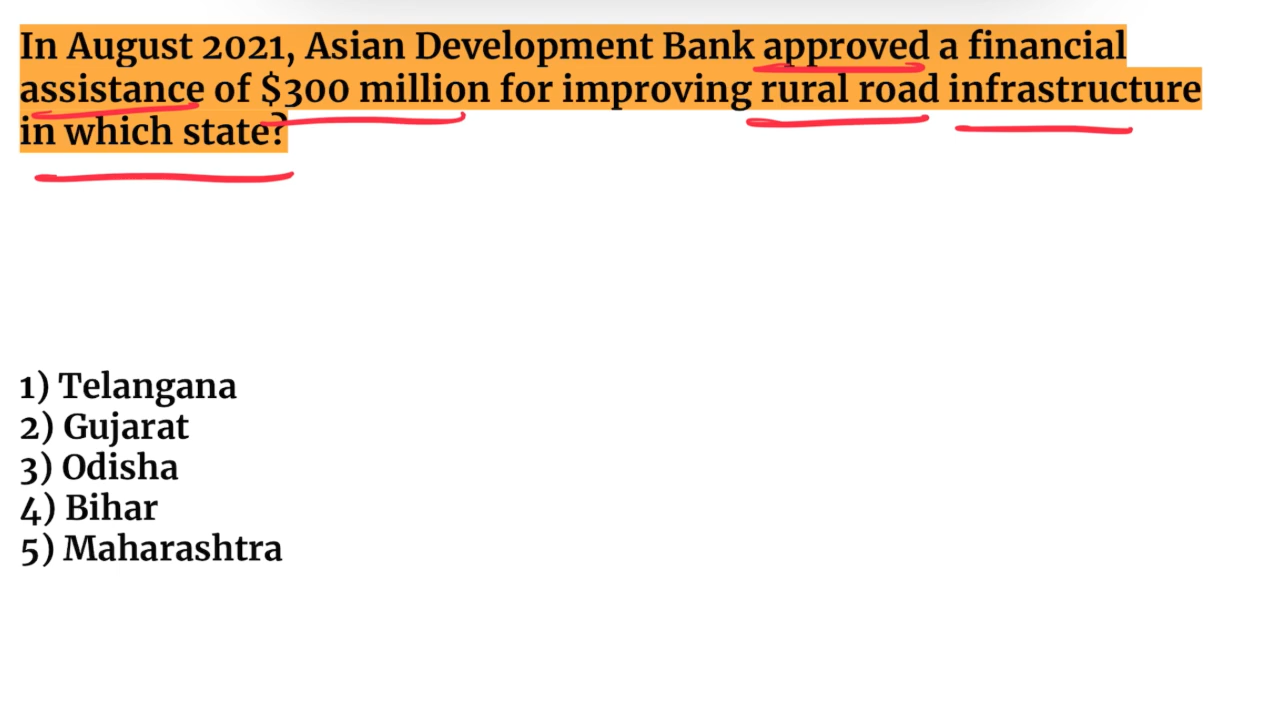 In August 2021, Asian Development Bank approved a financial
assistance of $300 million for improving rural road infrastructure
in which state?
1) Telangana
2) Gujarat
3) Odisha
4) Bihar
5) Maharashtra